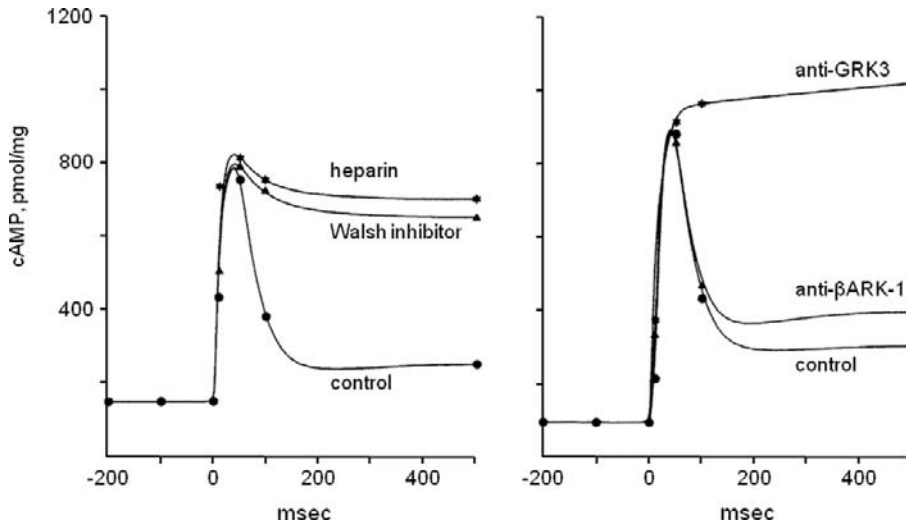 1200
800
400
cAMP, pmol/mg
heparin
Walsh inhibitor
control
-200 0 200 400
msec
anti-GRK3
anti-βARK-1
control
-200 0 200 400
msec